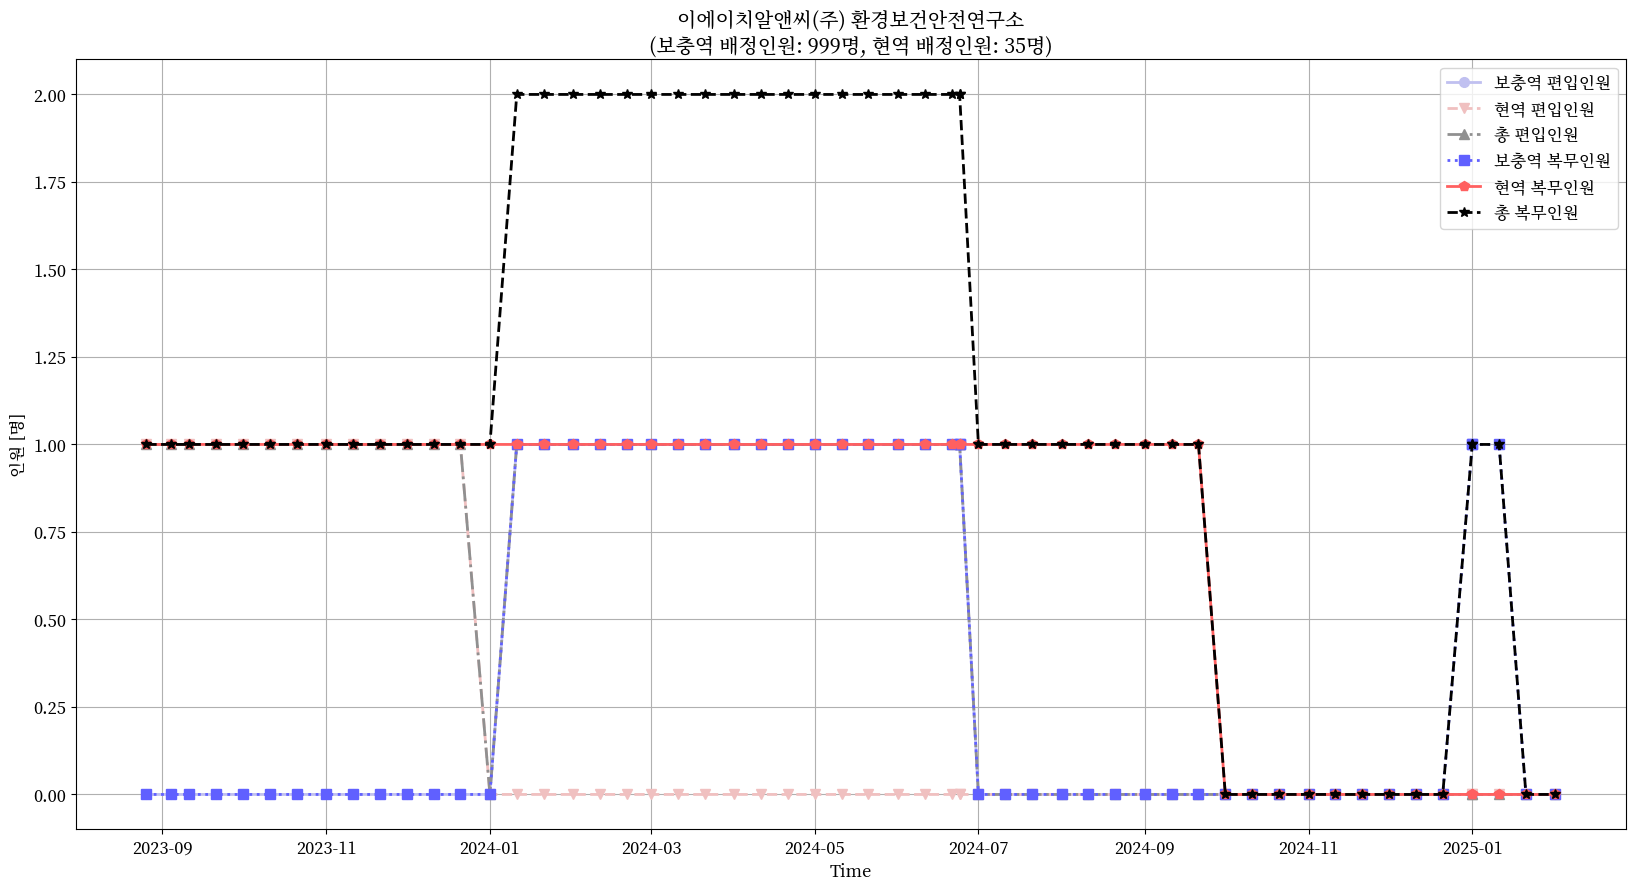 이에이치알앤씨(주) 환경보건안전연구소
(보충역 배정인원: 999명, 현역 배정인원: 35명)
보충역 편입인원
현역 편입인원
총 편입인원
보충역 복무인원
현역 복무인원
총 복무인원
인원 [명]
2.00
1.75
1.50
1.25
1.00
0.75
0.50
0.25
0.00
2023-09
2023-11
2024-01
2024-03
2024-05
2024-07
2024-09
2024-11
2025-01
Time